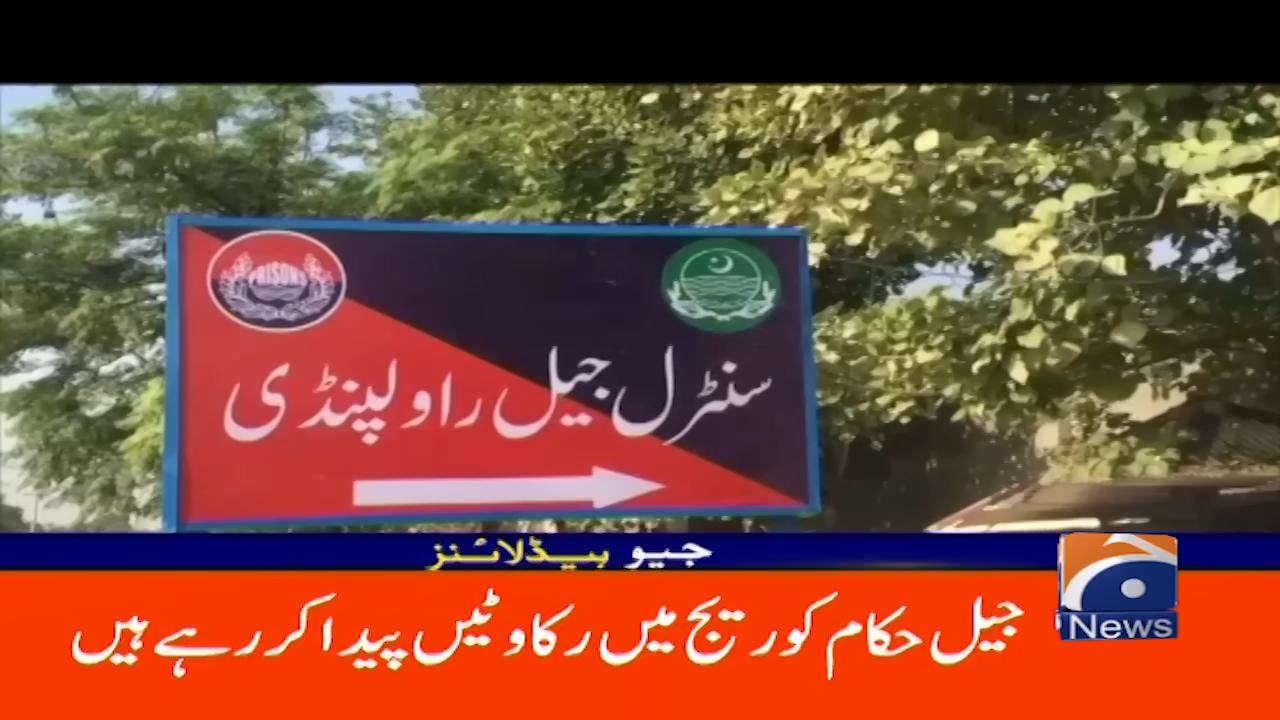 PRISONS
سنٹرل جیل راولپنڈی
جیو ہیڈلائنز
News
جیل حکام کوریج میں رکاوٹیں پیدا کر رہے ہیں